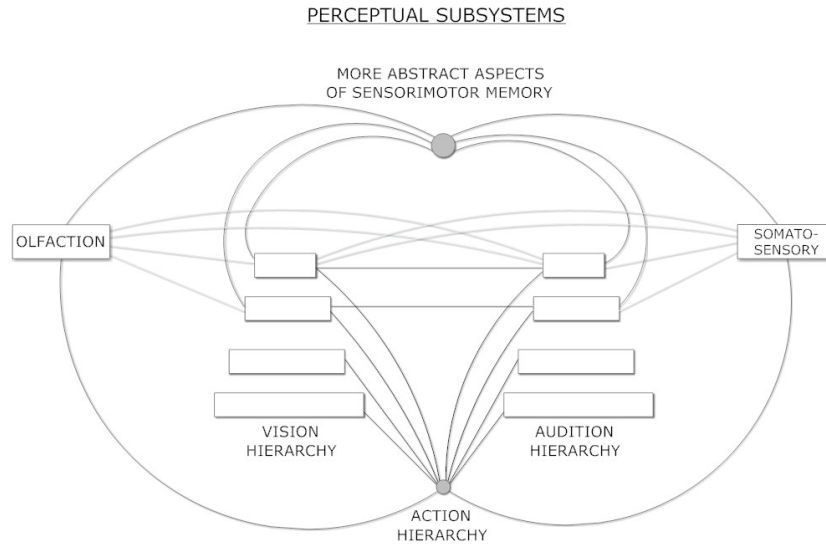 PERCEPTUAL SUBSYSTEMS
MORE ABSTRACT ASPECTS
OF SENSORIMOTOR MEMORY
OLFACTION
SOMATO-
SENSORY
VISION
HIERARCHY
AUDITION
HIERARCHY
ACTION
HIERARCHY